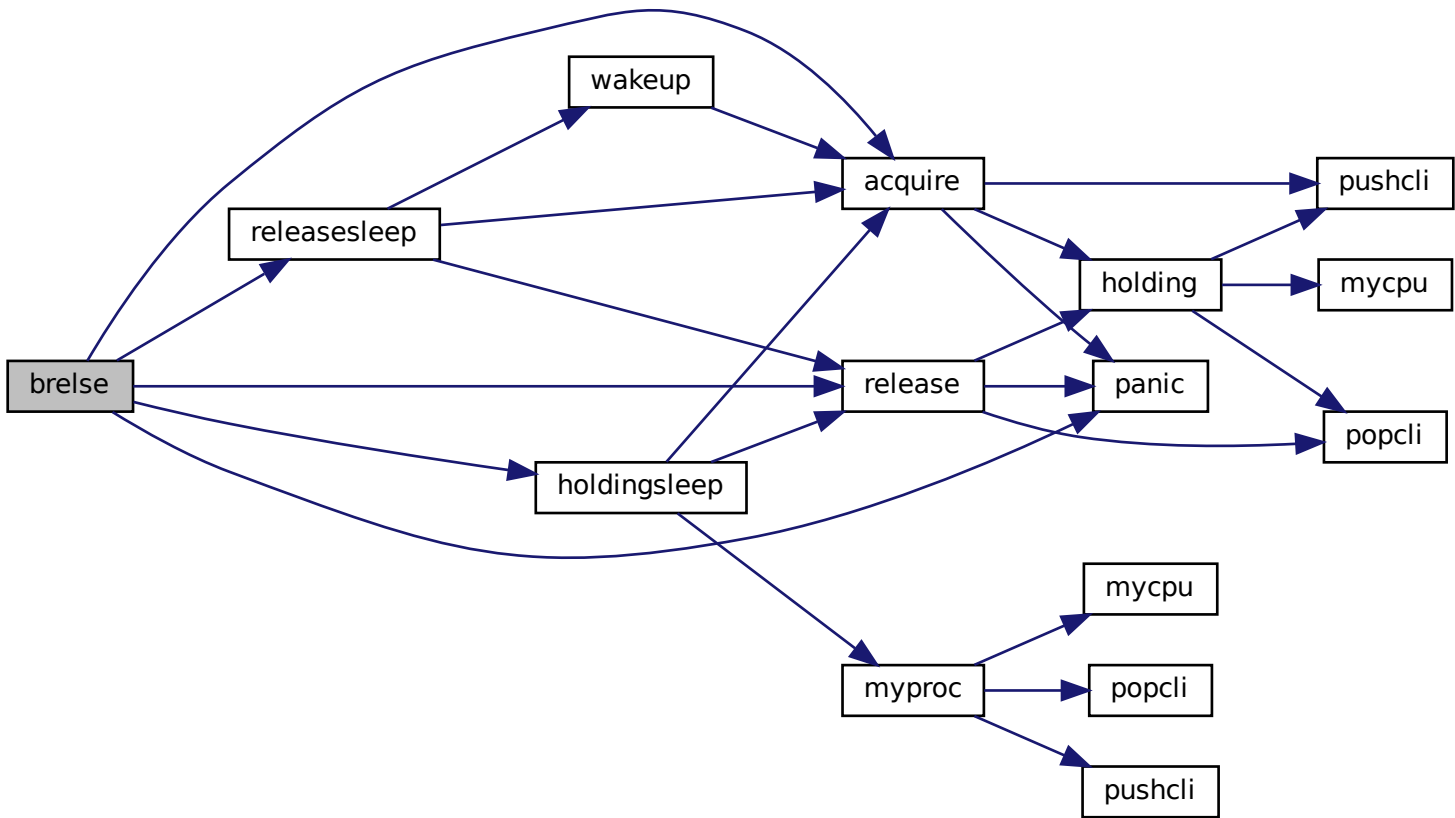 wakeup
acquire
pushcli
releasesleep
holding
mycpu
brelse
release
panic
popcli
holdingsleep
mycpu
myproc
popcli
pushcli